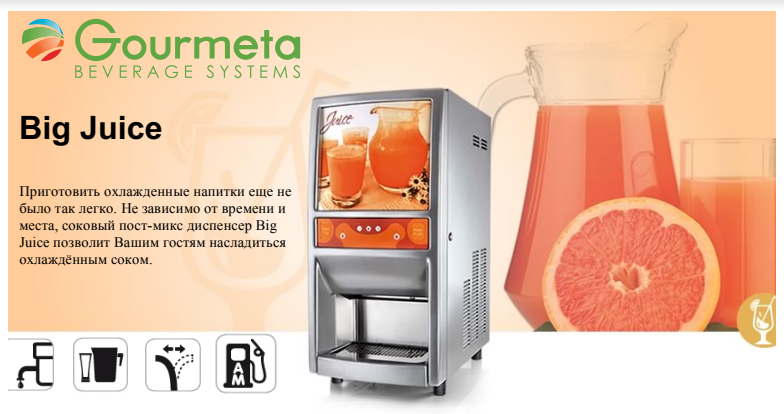 Gourmeta
BEVERAGE SYSTEMS
Big Juice
Приготовить охлажденные напитки еще не
было так легко. Не зависимо от времени и
места, соковый пост-микс диспенсер Big
Juice позволит Вашим гостям насладиться
охлаждённым соком.
Juice
AM